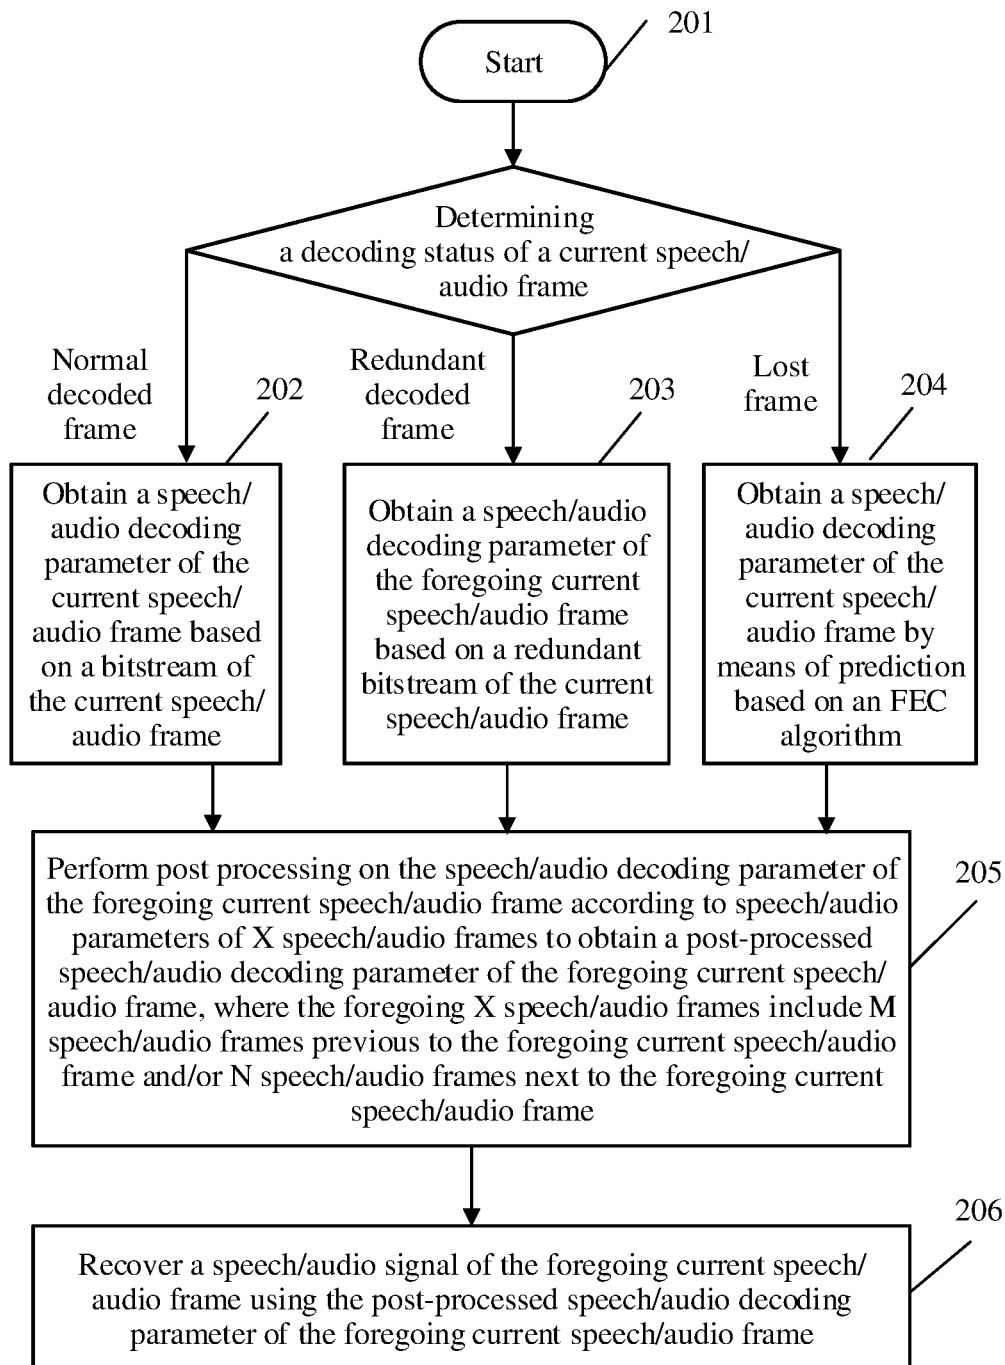 201
Start
Determining
a decoding status of a current speech/
audio frame
Normal
decoded
frame
202
Redundant
decoded
frame
203
Lost
frame
204
Obtain a speech/
audio decoding
parameter of the
current speech/
audio frame based
on a bitstream of
the current speech/
audio frame
Obtain a speech/audio
decoding parameter of
the foregoing current
speech/audio frame
based on a redundant
bitstream of the current
speech/audio frame
Obtain a speech/
audio decoding
parameter of the
current speech/
audio frame by
means of prediction
based on an FEC
algorithm
Perform post processing on the speech/audio decoding parameter of
the foregoing current speech/audio frame according to speech/audio
parameters of X speech/audio frames to obtain a post-processed
speech/audio decoding parameter of the foregoing current speech/
audio frame, where the foregoing X speech/audio frames include M
speech/audio frames previous to the foregoing current speech/audio
frame and/or N speech/audio frames next to the foregoing current
speech/audio frame
205
206
Recover a speech/audio signal of the foregoing current speech/
audio frame using the post-processed speech/audio decoding
parameter of the foregoing current speech/audio frame